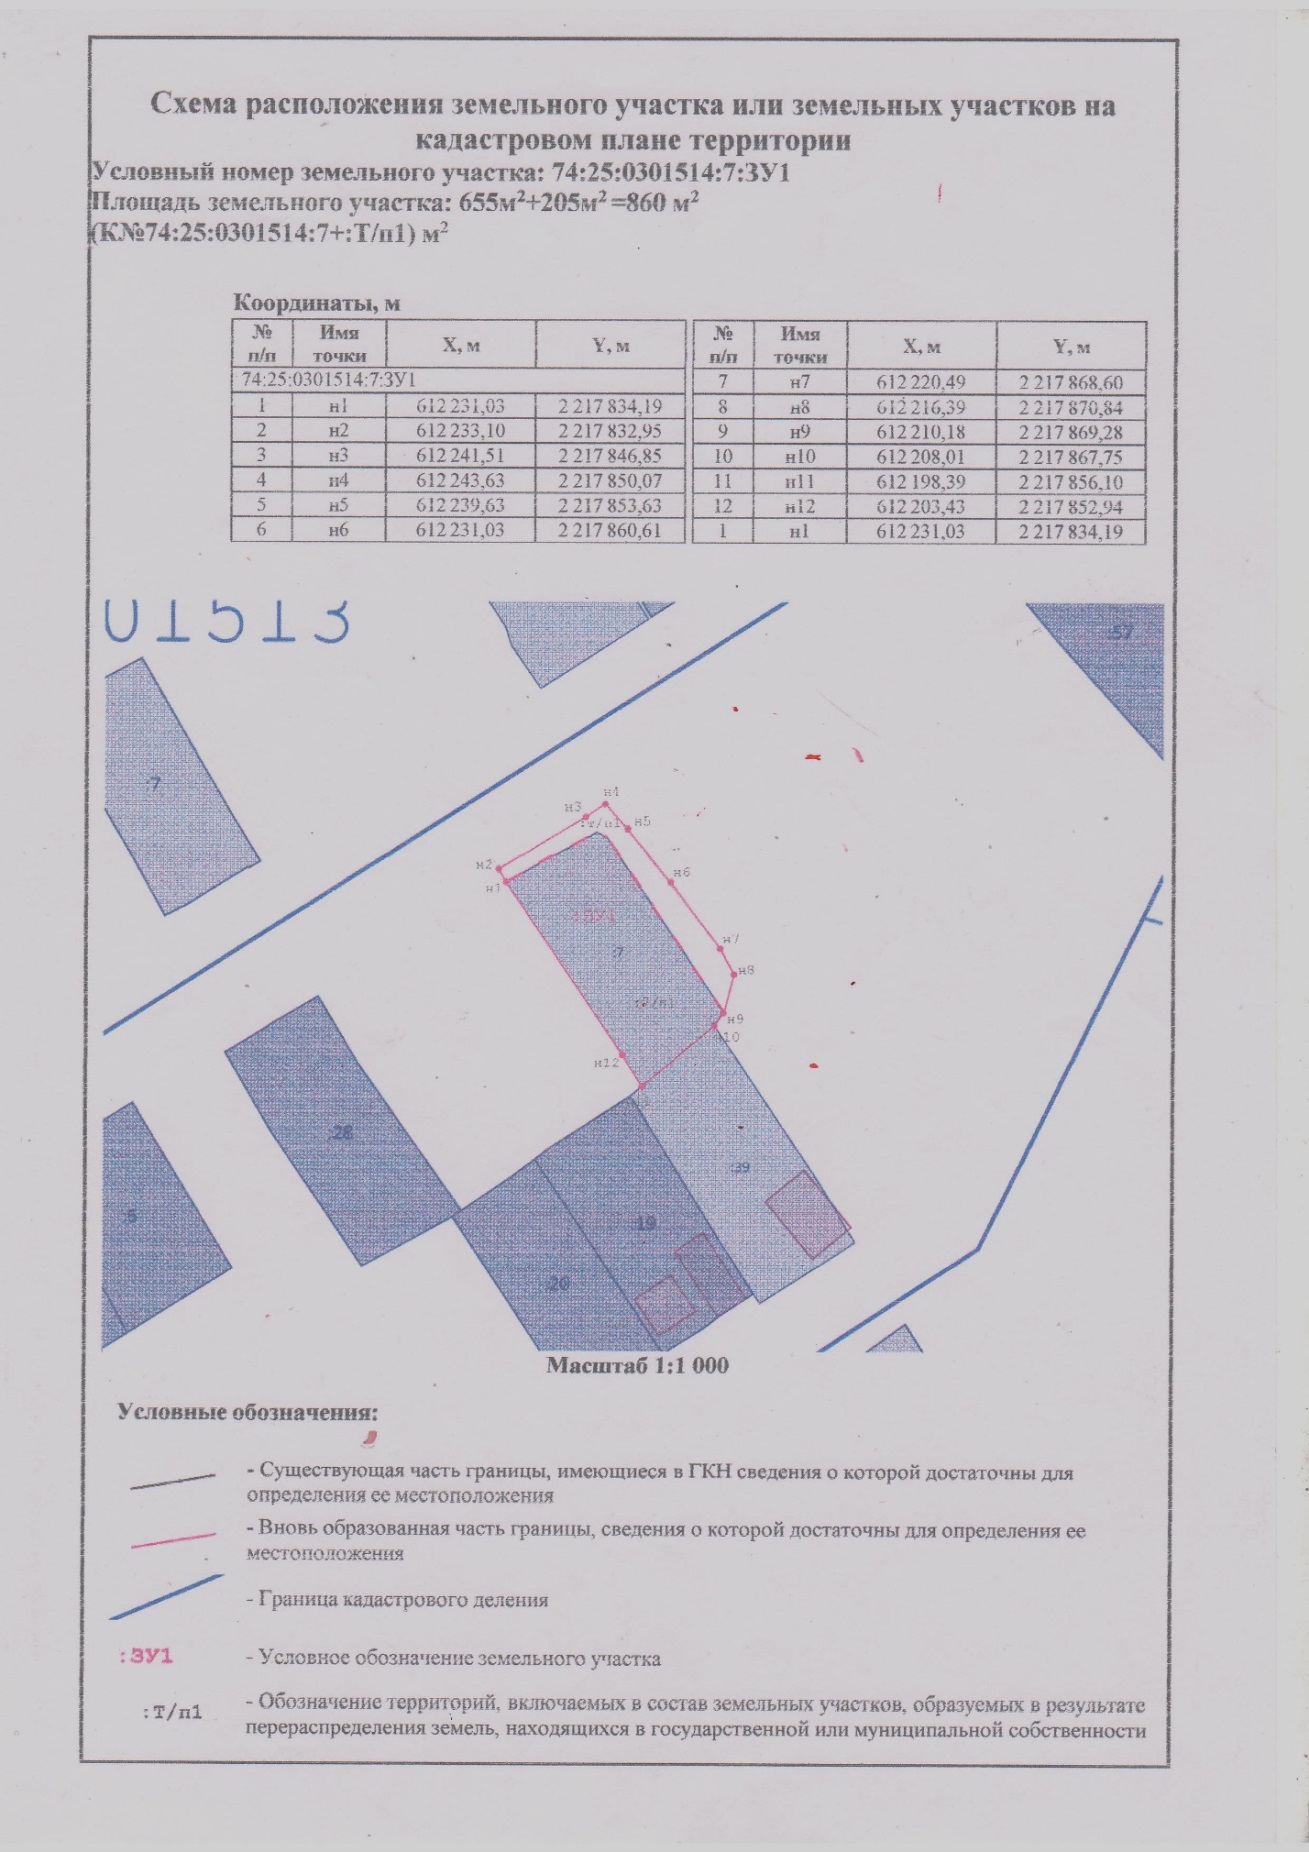 Схема расположения земельного участка или земельных участков на
кадастровом плане территории
Условный номер земельного участка: 74:25:0301514:7:ЗУ1
Площадь земельного участка: 655м²+205м²=860 м²
(К№74:25:0301514:7+:Т/п1) м²
Координаты, м
№ п/п Имя точки X, м Y, м
74:25:0301514:7:ЗУ1
1 н1 612 231,03 2 217 834,19
2 н2 612 233,10 2 217 832,95
3 н3 612 241,51 2 217 846,85
4 н4 612 243,63 2 217 850,07
5 н5 612 239,63 2 217 853,63
6 н6 612 231,03 2 217 860,61
№ п/п Имя точки X, м Y, м
7 н7 612 220,49 2 217 868,60
8 н8 612 216,39 2 217 870,84
9 н9 612 210,18 2 217 869,28
10 н10 612 208,01 2 217 867,75
11 н11 612 198,39 2 217 856,10
12 н12 612 203,43 2 217 852,94
1 н1 612 231,03 2 217 834,19
01513
:57
:7
н4
н3
:Т/п1
н5
н2
н1
н6
:ЗУ1
:7
н7
н8
н9
н10
н12
:28
:39
:6
:19
:20
Масштаб 1:1 000
Условные обозначения:
- Существующая часть границы, имеющиеся в ГКН сведения о которой достаточны для
определения ее местоположения
- Вновь образованная часть границы, сведения о которой достаточны для определения ее
местоположения
- Граница кадастрового деления
:ЗУ1
- Условное обозначение земельного участка
:Т/п1
- Обозначение территорий, включаемых в состав земельных участков, образуемых в результате
перераспределения земель, находящихся в государственной или муниципальной собственности